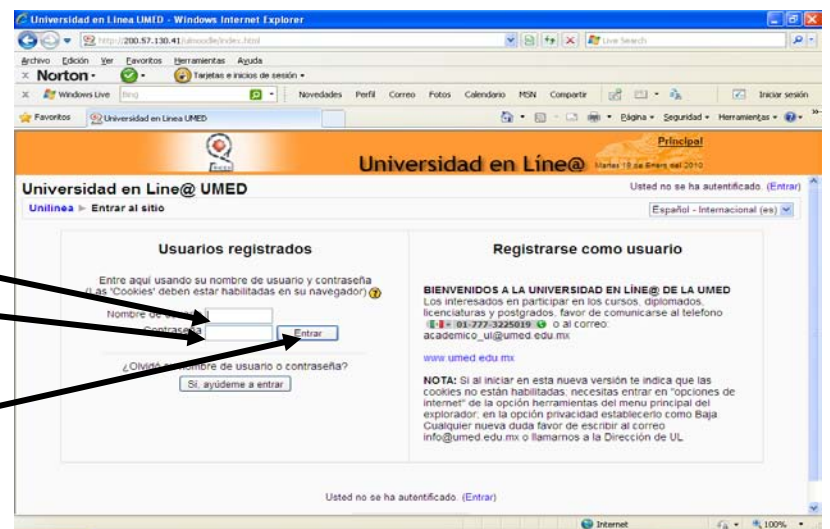 Universidad en Linea UMED - Windows Internet Explorer
http://200.57.130.41/umoodle/index.html
Live Search
Archivo Edición Ver Favoritos Herramientas Ayuda
Norton Tarjetas e inicios de sesión
Windows Live Bing Novedades Perfil Correo Fotos Calendario MSN Compartir Iniciar sesión
Favoritos Universidad en Linea UMED Página Seguridad Herramientas
Principal
Universidad en Líne@ Martes 18 de Enero del 2010
Universidad en Line@ UMED Usted no se ha autentificado. (Entrar)
Unilinea ► Entrar al sitio Español - Internacional (es)
Usuarios registrados
Entre aquí usando su nombre de usuario y contraseña
(Las 'Cookies' deben estar habilitadas en su navegador)
Nombre de
Contraseña Entrar
¿Olvidó su nombre de usuario o contraseña?
Sí, ayúdeme a entrar
Registrarse como usuario
BIENVENIDOS A LA UNIVERSIDAD EN LÍNE@ DE LA UMED
Los interesados en participar en los cursos, diplomados,
licenciaturas y postgrados, favor de comunicarse al telefono
01-777-3225019 o al correo:
academico_ul@umed.edu.mx
www.umed.edu.mx
NOTA: Si al iniciar en esta nueva versión te indica que las
cookies no están habilitadas, necesitas entrar en "opciones de
internet" de la opción herramientas del menu principal del
explorador, en la opción privacidad establecerlo como Baja
Cualquier nueva duda favor de escribir al correo
info@umed.edu.mx o llamarnos a la Dirección de UL
Usted no se ha autentificado. (Entrar)
Internet 100%